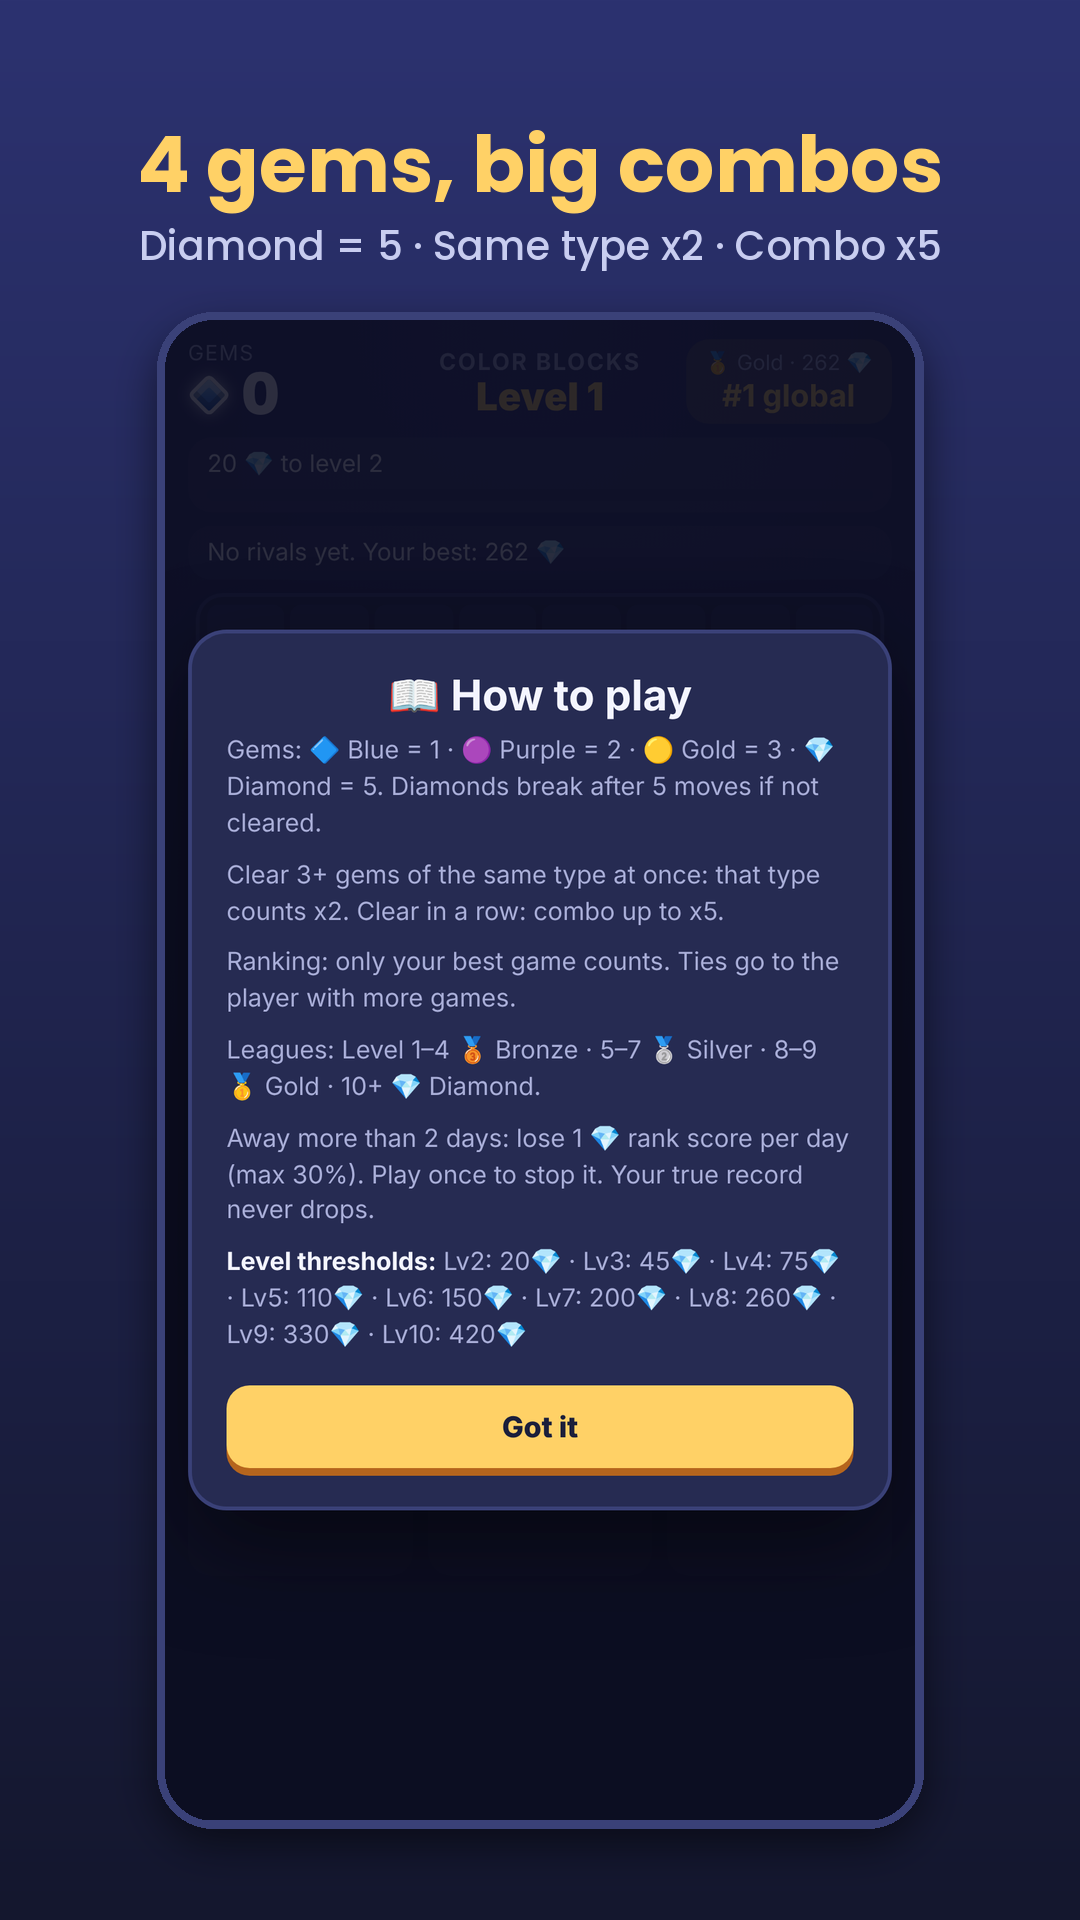 4 gems, big combos
Diamond = 5 · Same type x2 · Combo x5
GEMS
0
COLOR BLOCKS
Level 1
🏅 Gold · 262 💎
#1 global
20 💎 to level 2
No rivals yet. Your best: 262 💎
📖 How to play
Gems: 🔷 Blue = 1 · 🟣 Purple = 2 · 🟡 Gold = 3 · 💎
Diamond = 5. Diamonds break after 5 moves if not
cleared.
Clear 3+ gems of the same type at once: that type
counts x2. Clear in a row: combo up to x5.
Ranking: only your best game counts. Ties go to the
player with more games.
Leagues: Level 1–4 🥉 Bronze · 5–7 🥈 Silver · 8–9
🥇 Gold · 10+ 💎 Diamond.
Away more than 2 days: lose 1 💎 rank score per day
(max 30%). Play once to stop it. Your true record
never drops.
Level thresholds: Lv2: 20💎 · Lv3: 45💎 · Lv4: 75💎
· Lv5: 110💎 · Lv6: 150💎 · Lv7: 200💎 · Lv8: 260💎 ·
Lv9: 330💎 · Lv10: 420💎
Got it